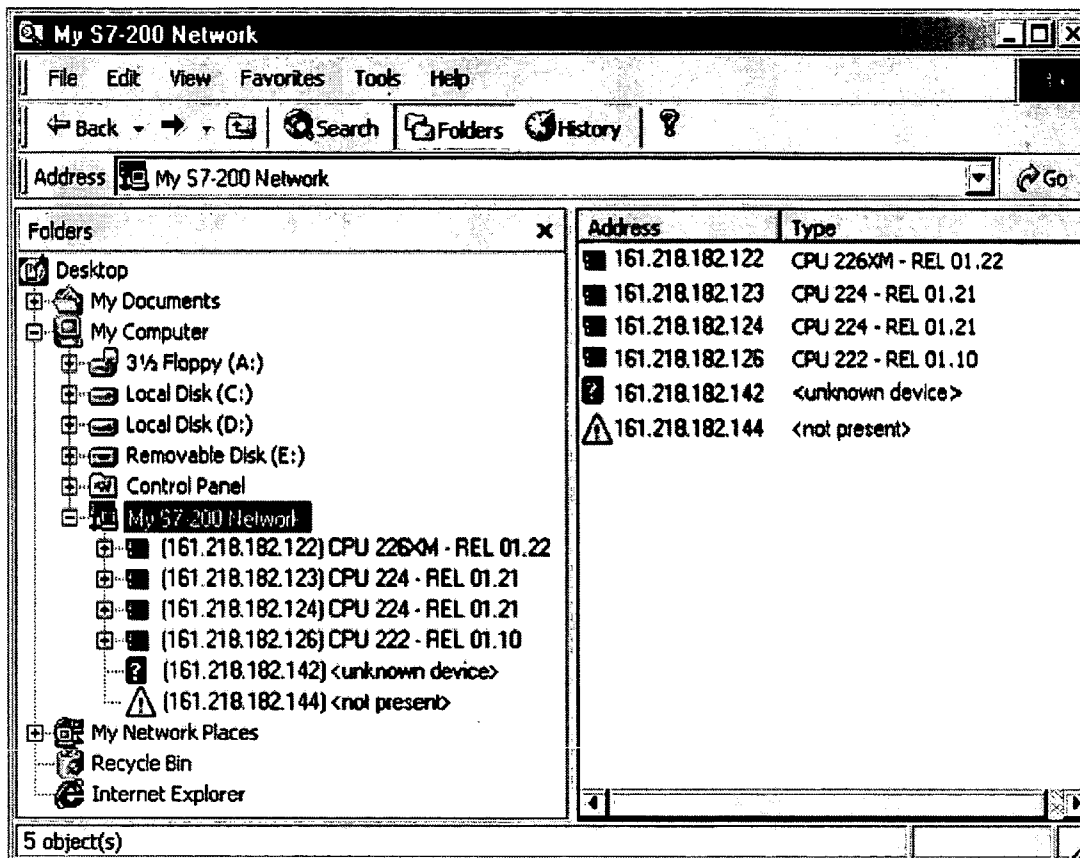 My S7-200 Network
File Edit View Favorites Tools Help
Back Search Folders History ?
Address My S7-200 Network Go
Folders x
Desktop
My Documents
My Computer
3½ Floppy (A:)
Local Disk (C:)
Local Disk (D:)
Removable Disk (E:)
Control Panel
My S7-200 Network
(161.218.182.122) CPU 226XM - REL 01.22
(161.218.182.123) CPU 224 - REL 01.21
(161.218.182.124) CPU 224 - REL 01.21
(161.218.182.126) CPU 222 - REL 01.10
? (161.218.182.142) <unknown device>
! (161.218.182.144) <not present>
My Network Places
Recycle Bin
Internet Explorer
Address Type
161.218.182.122 CPU 226XM - REL 01.22
161.218.182.123 CPU 224 - REL 01.21
161.218.182.124 CPU 224 - REL 01.21
161.218.182.126 CPU 222 - REL 01.10
? 161.218.182.142 <unknown device>
! 161.218.182.144 <not present>
5 object(s)